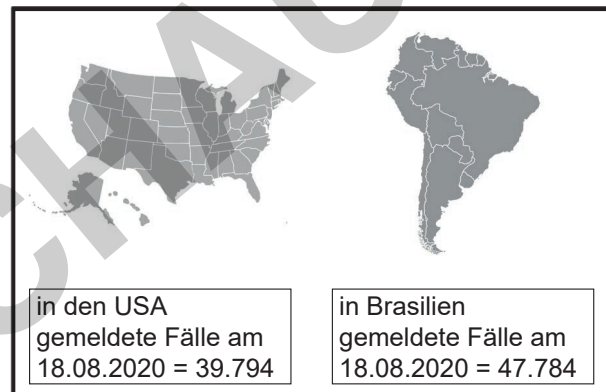 in den USA
gemeldete Fälle am
18.08.2020 = 39.794
in Brasilien
gemeldete Fälle am
18.08.2020 = 47.784